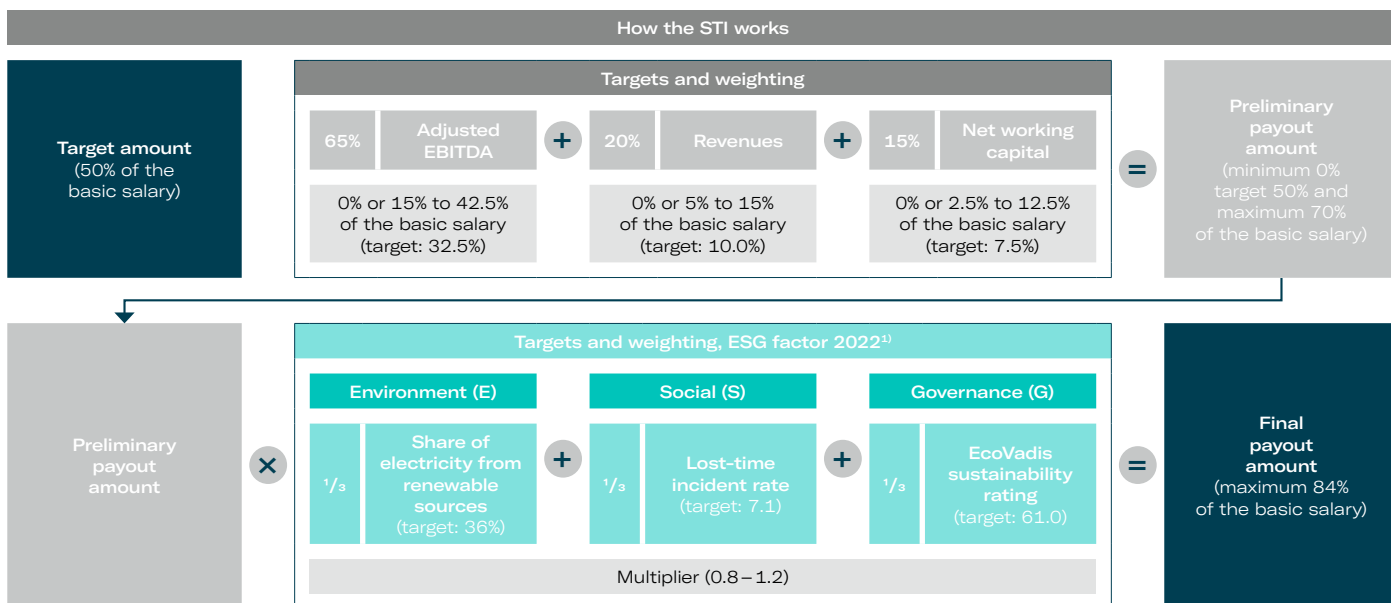 How the STI works
Target amount
(50% of the
basic salary)
Targets and weighting
65%
Adjusted
EBITDA
+
20%
Revenues
+
15%
Net working
capital
0% or 15% to 42.5%
of the basic salary
(target: 32.5%)
0% or 5% to 15%
of the basic salary
(target: 10.0%)
0% or 2.5% to 12.5%
of the basic salary
(target: 7.5%)
=
Preliminary
payout
amount
(minimum 0%
target 50% and
maximum 70%
of the basic salary)
Preliminary
payout
amount
×
Targets and weighting, ESG factor 2022¹⁾
Environment (E)
Social (S)
Governance (G)
¹/₃
Share of
electricity from
renewable
sources
(target: 36%)
+
¹/₃
Lost-time
incident rate
(target: 7.1)
+
¹/₃
EcoVadis
sustainability
rating
(target: 61.0)
Multiplier (0.8–1.2)
=
Final
payout
amount
(maximum 84%
of the basic salary)